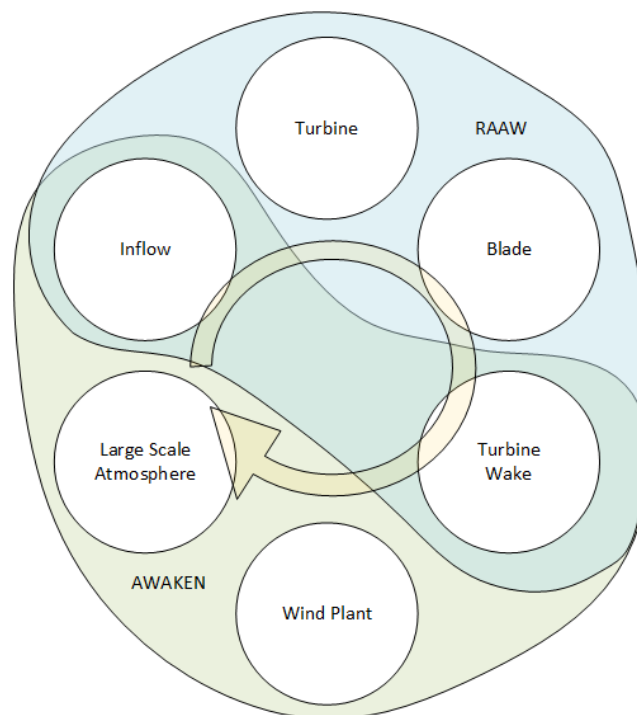 Turbine
RAAW
Inflow
Blade
Large Scale
Atmosphere
Turbine
Wake
AWAKEN
Wind Plant